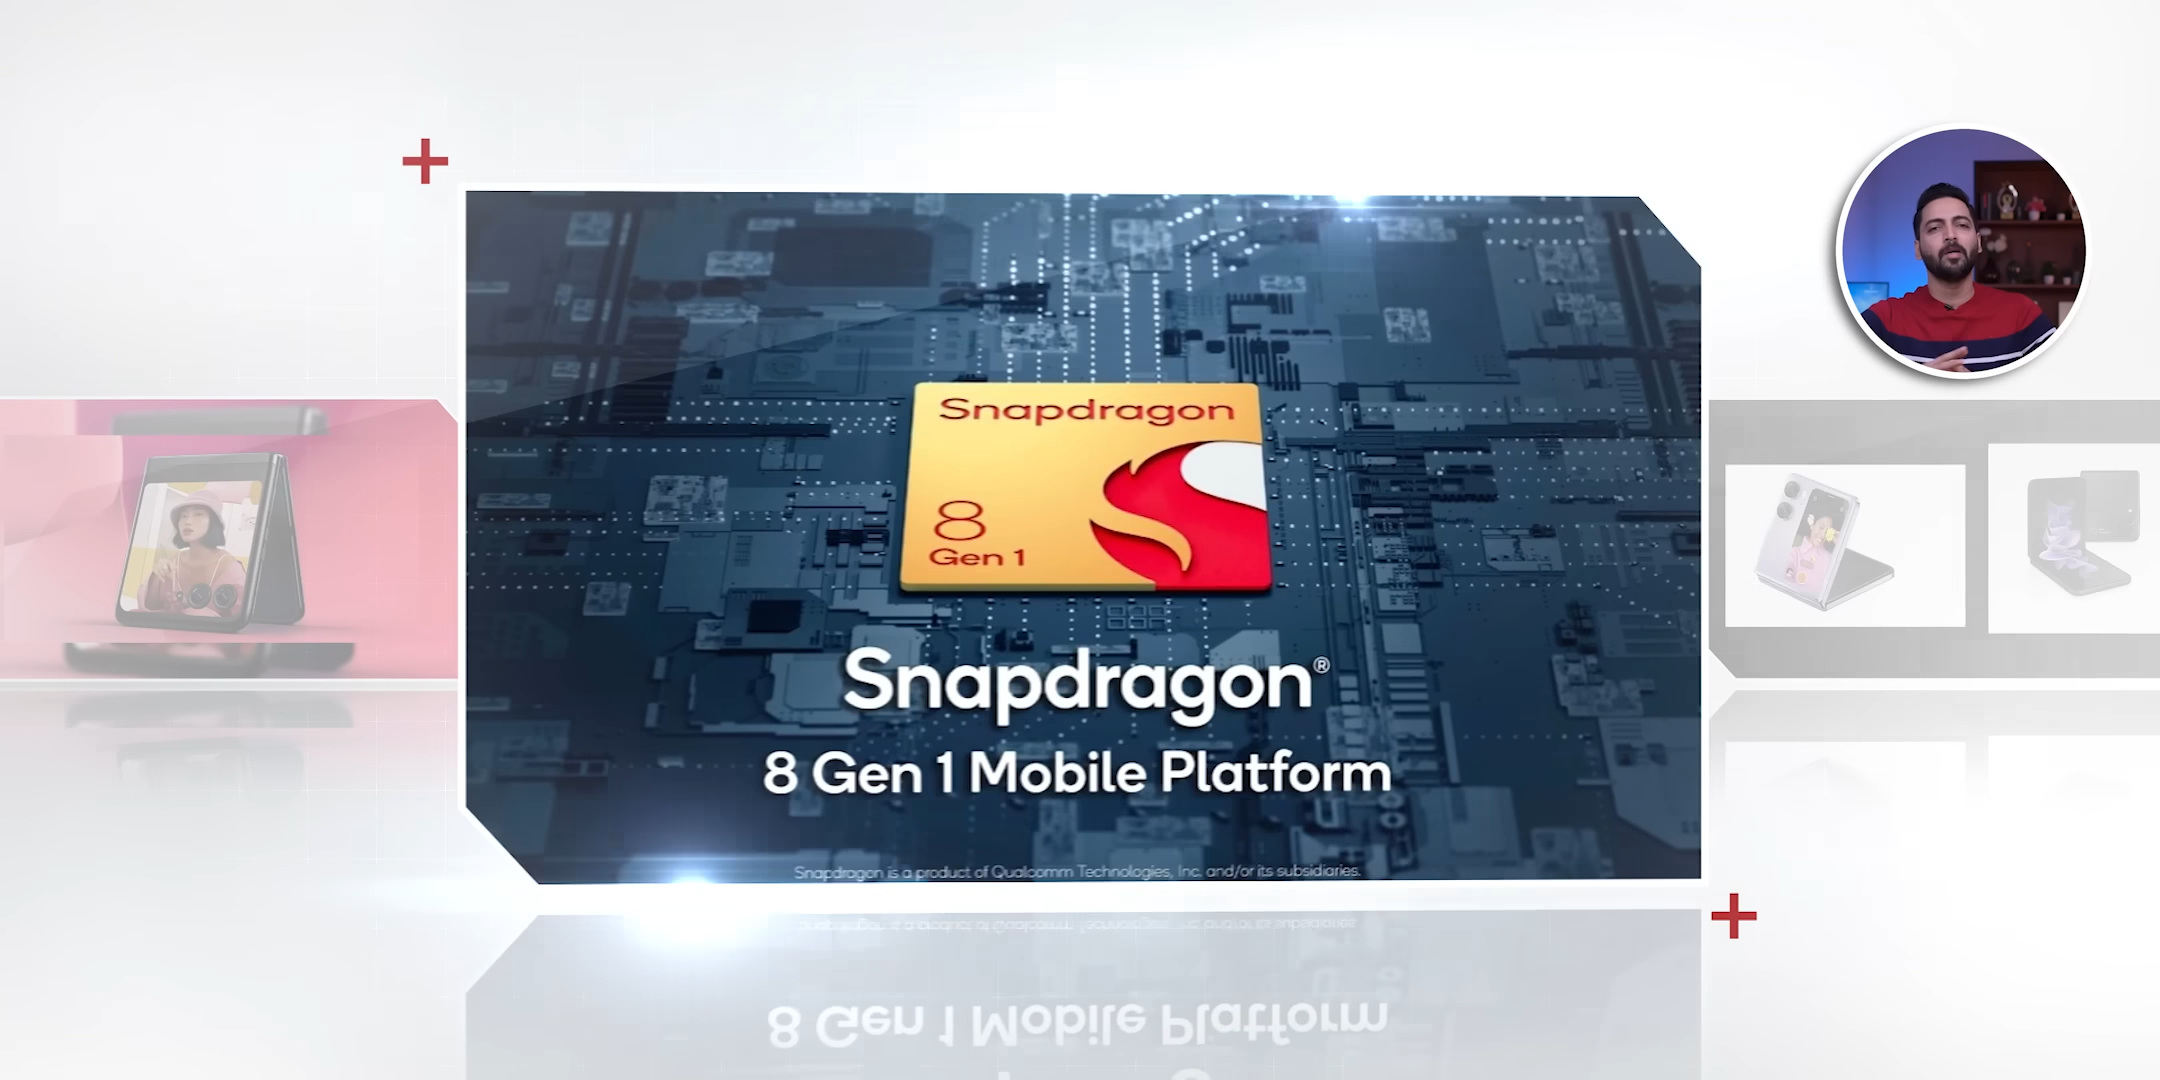 Snapdragon
8
Gen 1
Snapdragon®
8 Gen 1 Mobile Platform
Snapdragon is a product of Qualcomm Technologies, Inc. and/or its subsidiaries.